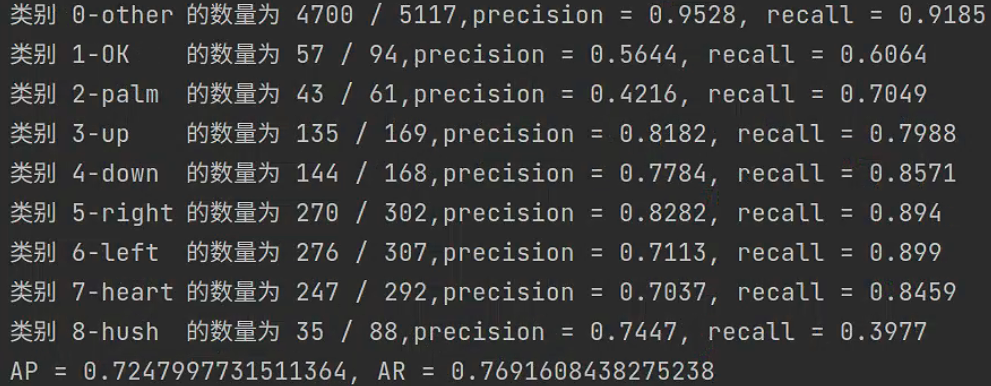 类别 0-other 的数量为 4700 / 5117,precision = 0.9528, recall = 0.9185
类别 1-OK 的数量为 57 / 94,precision = 0.5644, recall = 0.6064
类别 2-palm 的数量为 43 / 61,precision = 0.4216, recall = 0.7049
类别 3-up 的数量为 135 / 169,precision = 0.8182, recall = 0.7988
类别 4-down 的数量为 144 / 168,precision = 0.7784, recall = 0.8571
类别 5-right 的数量为 270 / 302,precision = 0.8282, recall = 0.894
类别 6-left 的数量为 276 / 307,precision = 0.7113, recall = 0.899
类别 7-heart 的数量为 247 / 292,precision = 0.7037, recall = 0.8459
类别 8-hush 的数量为 35 / 88,precision = 0.7447, recall = 0.3977
AP = 0.7247997731511364, AR = 0.7691608438275238